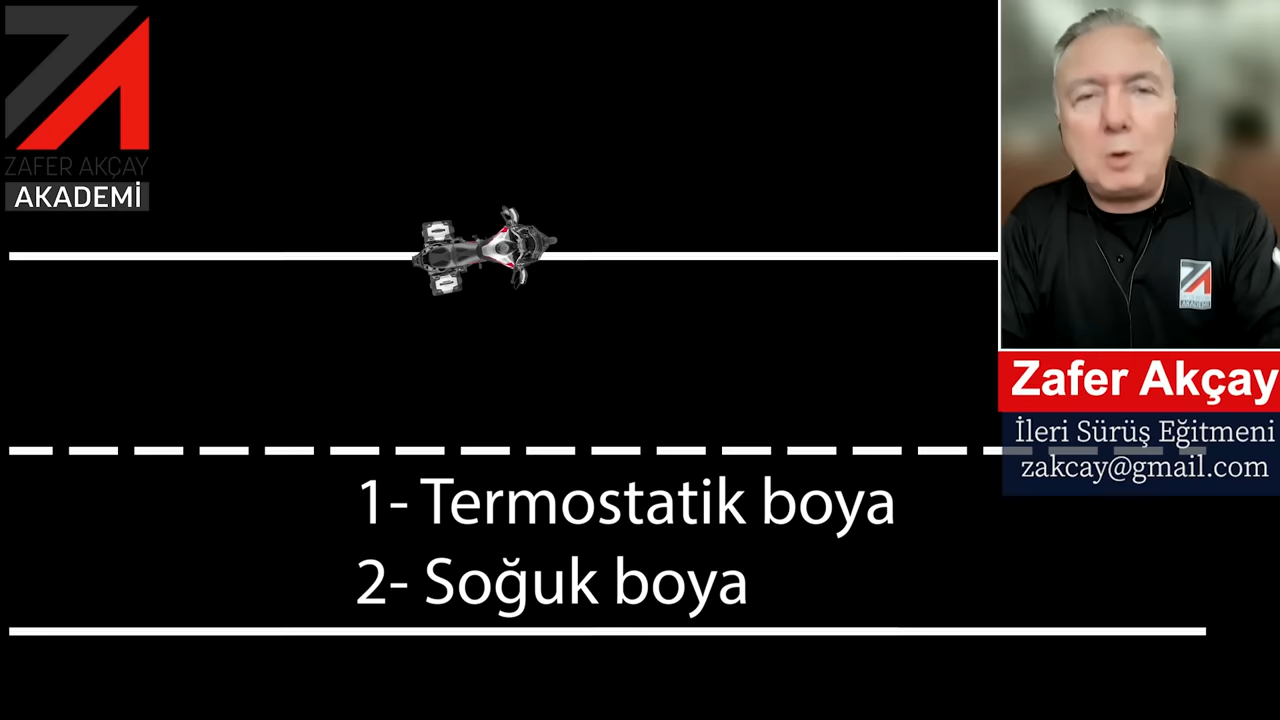 ZAFER AKÇAY
AKADEMİ
Zafer Akçay
İleri Sürüş Eğitmeni
zakcay@gmail.com
1- Termostatik boya
2- Soğuk boya